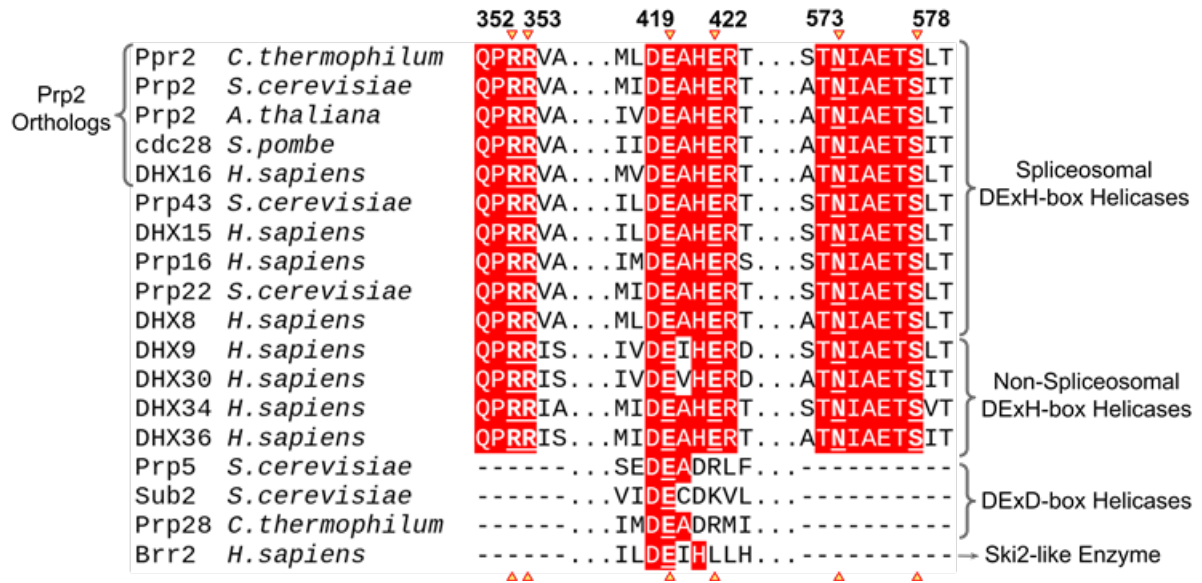 352 353 419 422 573 578
Prp2
Orthologs
Ppr2 C.thermophilum QPRRVA...MLDEAHERT...STNIAETSLT
Prp2 S.cerevisiae QPRRVA...MIDEAHERT...ATNIAETSIT
Prp2 A.thaliana QPRRVA...IVDEAHERT...ATNIAETSLT
cdc28 S.pombe QPRRVA...IIDEAHERT...ATNIAETSIT
DHX16 H.sapiens QPRRVA...MVDEAHERT...ATNIAETSLT
Prp43 S.cerevisiae QPRRVA...ILDEAHERT...STNIAETSLT
DHX15 H.sapiens QPRRVA...ILDEAHERT...STNIAETSLT
Prp16 H.sapiens QPRRVA...IMDEAHERS...ATNIAETSLT
Prp22 S.cerevisiae QPRRVA...MIDEAHERT...ATNIAETSIT
DHX8 H.sapiens QPRRVA...MLDEAHERT...ATNIAETSLT
DHX9 H.sapiens QPRRIS...IVDEIHERD...STNIAETSLT
DHX30 H.sapiens QPRRIS...IVDEVHERD...ATNIAETSIT
DHX34 H.sapiens QPRRIA...MIDEAHERT...STNIAETSVT
DHX36 H.sapiens QPRRIS...MIDEAHERT...ATNIAETSIT
Prp5 S.cerevisiae ------...SEDEADRLF...----------
Sub2 S.cerevisiae ------...VIDECDKVL...----------
Prp28 C.thermophilum ------...IMDEADRMI...----------
Brr2 H.sapiens ------...ILDEIHLLH...----------
Spliceosomal
DExH-box Helicases
Non-Spliceosomal
DExH-box Helicases
DExD-box Helicases
Ski2-like Enzyme